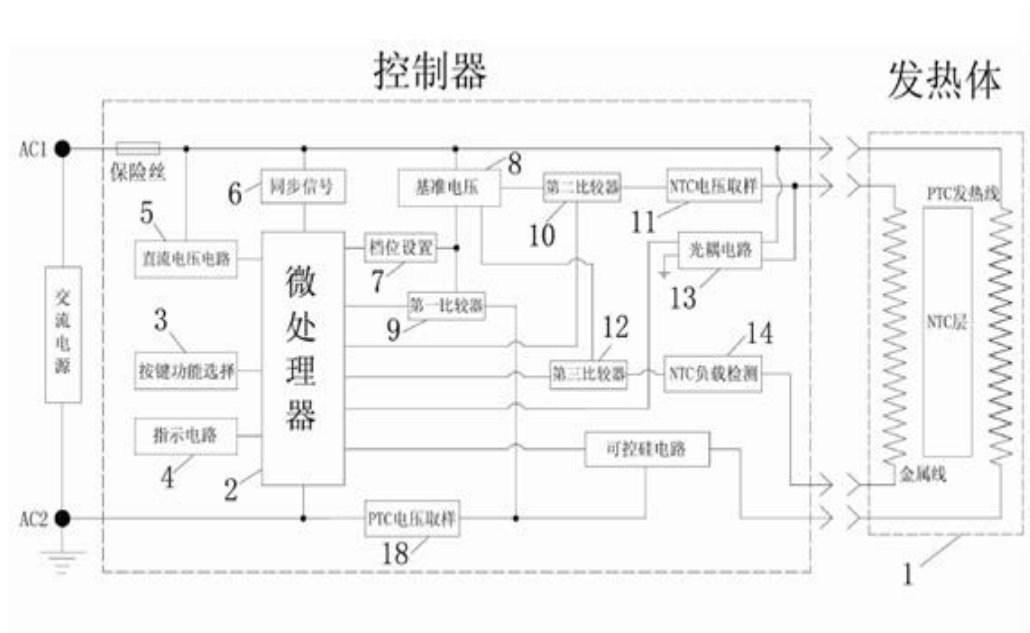 控制器
发热体
AC1
保险丝
8
6
同步信号
基准电压
第二比较器
NTC电压取样
PTC发热线
5
10
11
直流电压电路
微处理器
档位设置
光耦电路
7
13
交流电源
第一比较器
NTC层
3
9
12
14
按键功能选择
第三比较器
NTC负载检测
指示电路
可控硅电路
4
2
金属线
AC2
PTC电压取样
18
1